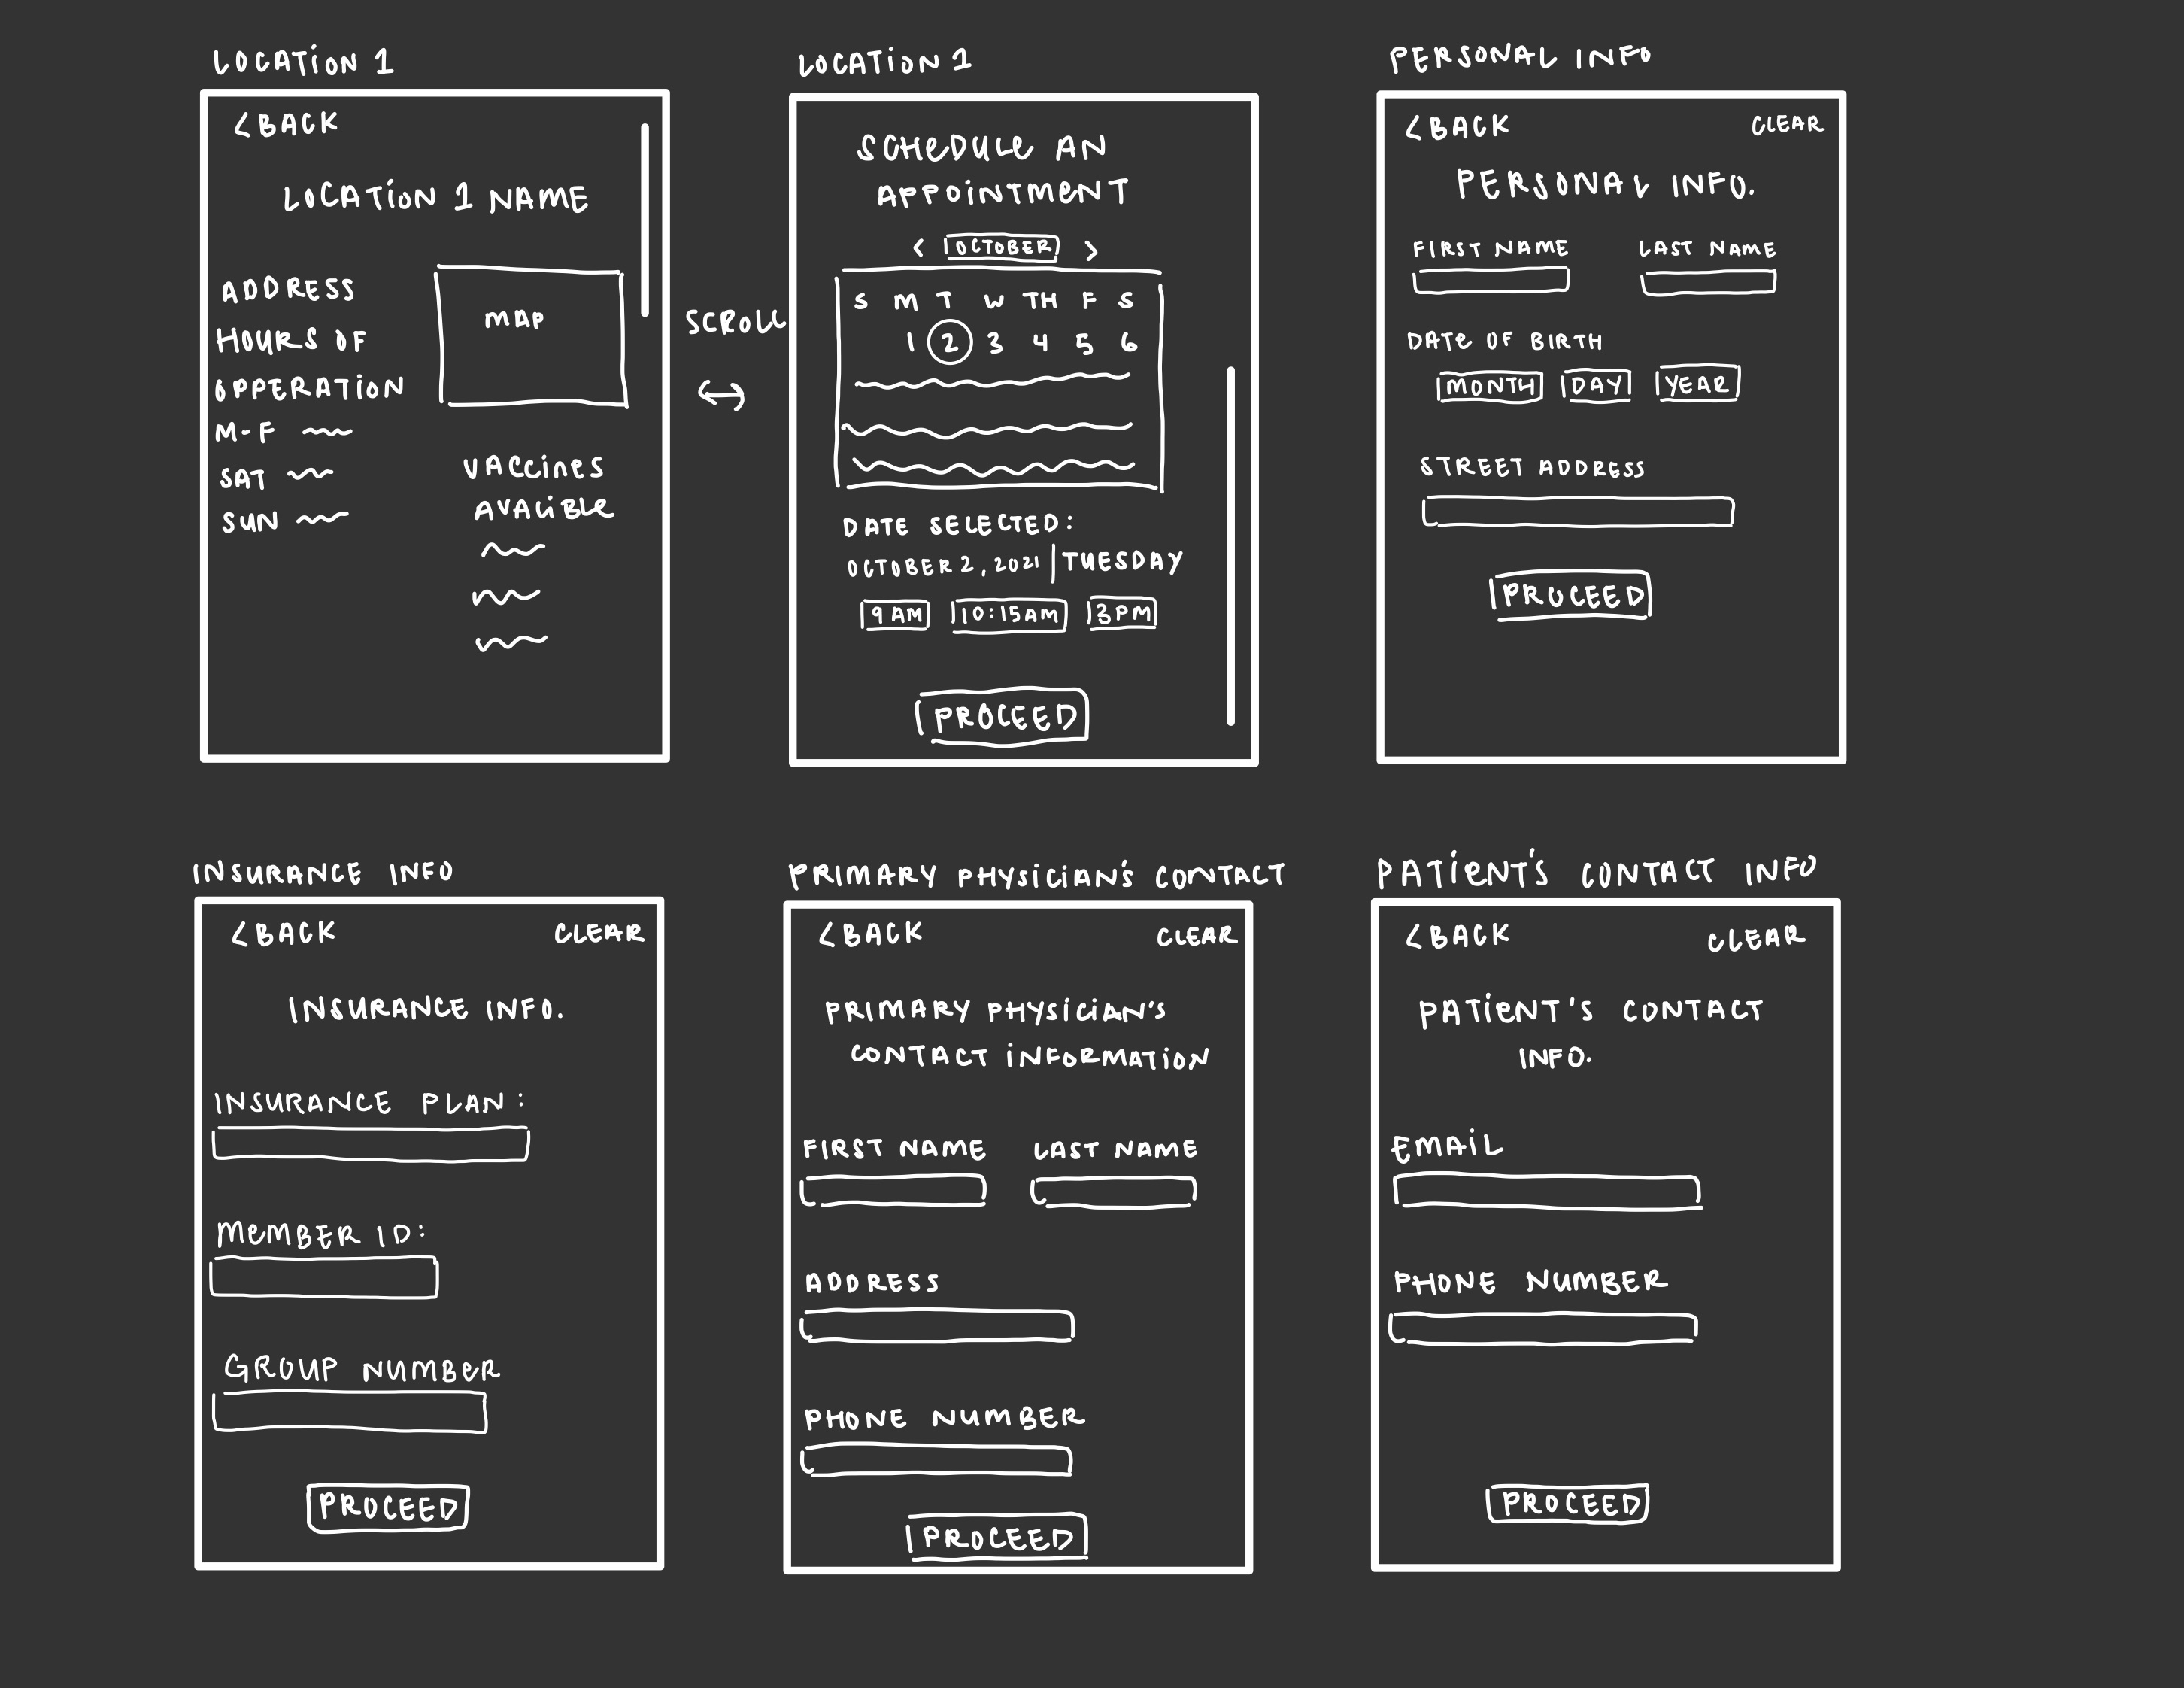 LOCATiON 1
< BACK
LOCATiON 1 NAME
ADDRESS
HOURS OF
OPPERATiON
M-F
SAT
SUN
MAP
VACCiNeS
AVAiBLE
SCROLL
LOCATiON 1
SCHeDULe AN
APPOiNTMENT
< OCTOBER >
S M T W TH F S
1 2 3 4 5 6
DATE SELECTED:
OCTOBER 2, 2021 | TUESDAY
9 AM 10:15 AM 3 PM
PROCEED
PERSONAL INFO
< BACK CLEAR
PERSONAL INFO.
FIRST NAME LAST NAME
DATe OF BIRTH
MONTH DAY YEAR
STREET ADDRESS
PROCEED
INSURANCE INFO
< BACK CLEAR
INSURANCE INFO.
INSURANCE PLAN:
MeMBER ID:
GROUP NUMBER
PROCEED
PRIMARY PHYSiCiAN'S CONTACT
< BACK CLEAR
PRIMARY PHYSiCiAN'S
CONTACT iNFORMATiON
FIRST NAME LAST NAME
ADDRESS
PHONE NUMBER
PROCEED
PATiENT'S CONTACT INFO
< BACK CLEAR
PATiENT'S CONTACT
INFO.
EMAiL
PHONE NUMBER
PROCEED